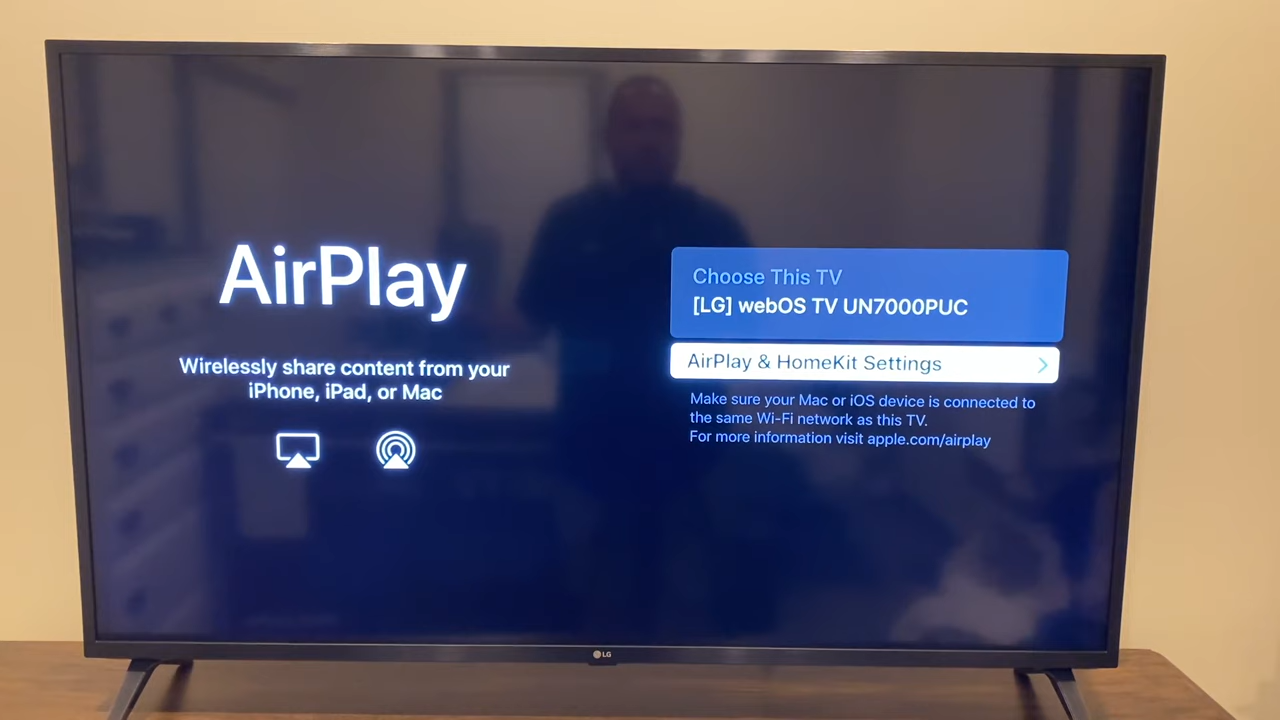 AirPlay
Wirelessly share content from your
iPhone, iPad, or Mac
Choose This TV
[LG] webOS TV UN7000PUC
AirPlay & HomeKit Settings
Make sure your Mac or iOS device is connected to
the same Wi-Fi network as this TV.
For more information visit apple.com/airplay
LG